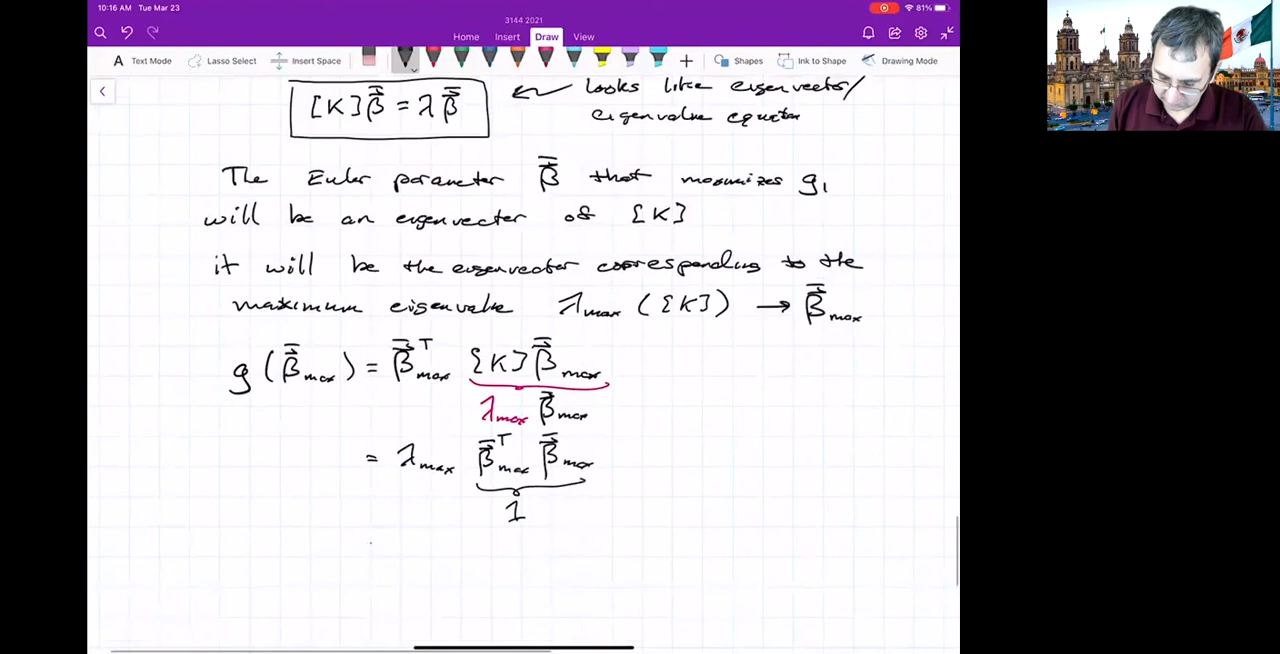 10:16 AM Tue Mar 23
81%
3144 2021
Home Insert Draw View
A Text Mode Lasso Select Insert Space + Shapes Ink to Shape Drawing Mode
[K] β̄ = λ β̄ ← looks like eigenvector/
eigenvalue equation
The Euler parameter β̄ that maximizes g₁
will be an eigenvector of [K]
it will be the eigenvector corresponding to the
maximum eigenvalue λmax ([K]) → β̄max
g (β̄max) = β̄max^T [K] β̄max
λmax β̄max
= λmax β̄max^T β̄max
1